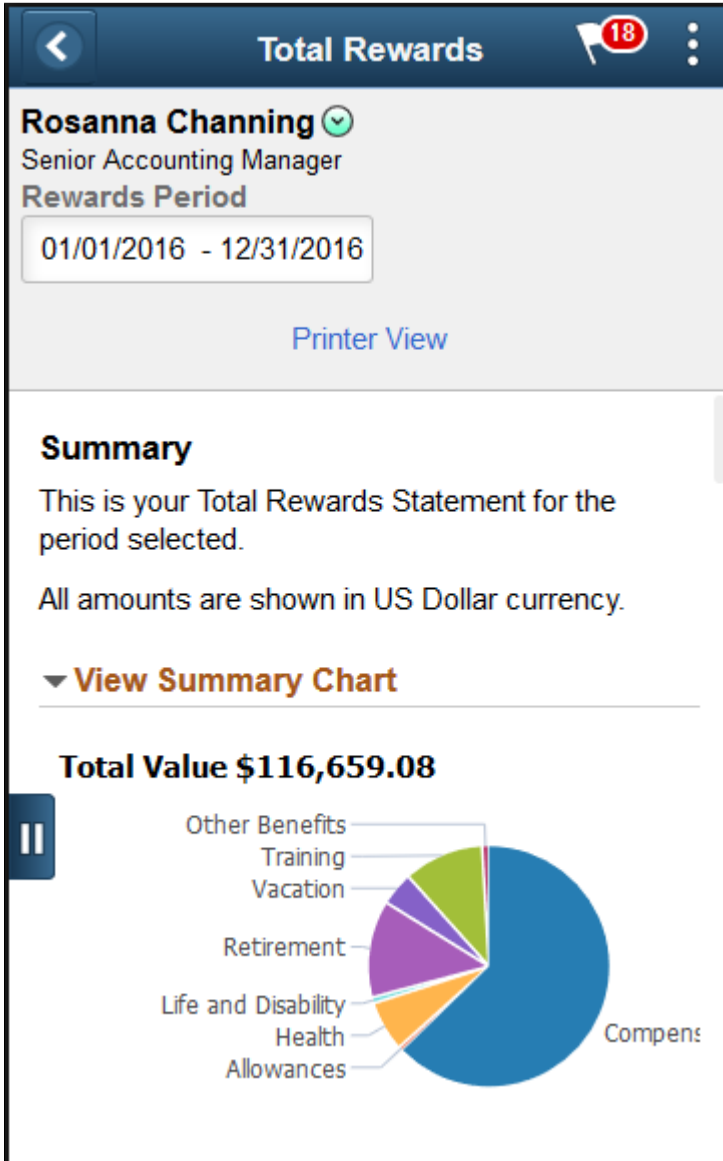 Total Rewards
18
Rosanna Channing
Senior Accounting Manager
Rewards Period
01/01/2016 - 12/31/2016
Printer View
Summary
This is your Total Rewards Statement for the
period selected.
All amounts are shown in US Dollar currency.
View Summary Chart
Total Value $116,659.08
Other Benefits
Training
Vacation
Retirement
Life and Disability
Health
Allowances
Compens